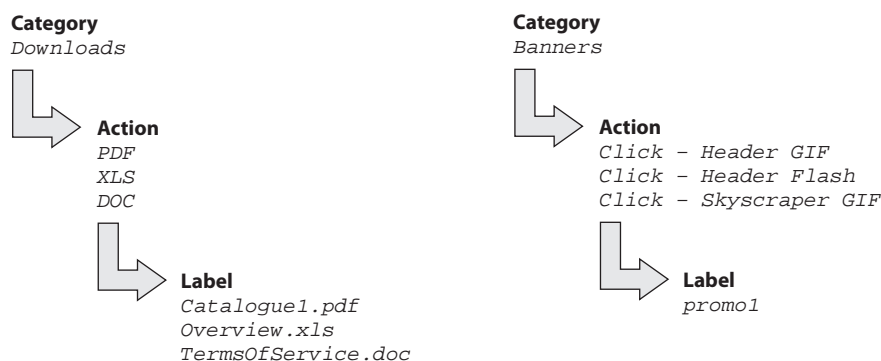 Category
Downloads
Action
PDF
XLS
DOC
Label
Catalogue1.pdf
Overview.xls
TermsOfService.doc
Category
Banners
Action
Click – Header GIF
Click – Header Flash
Click – Skyscraper GIF
Label
promo1